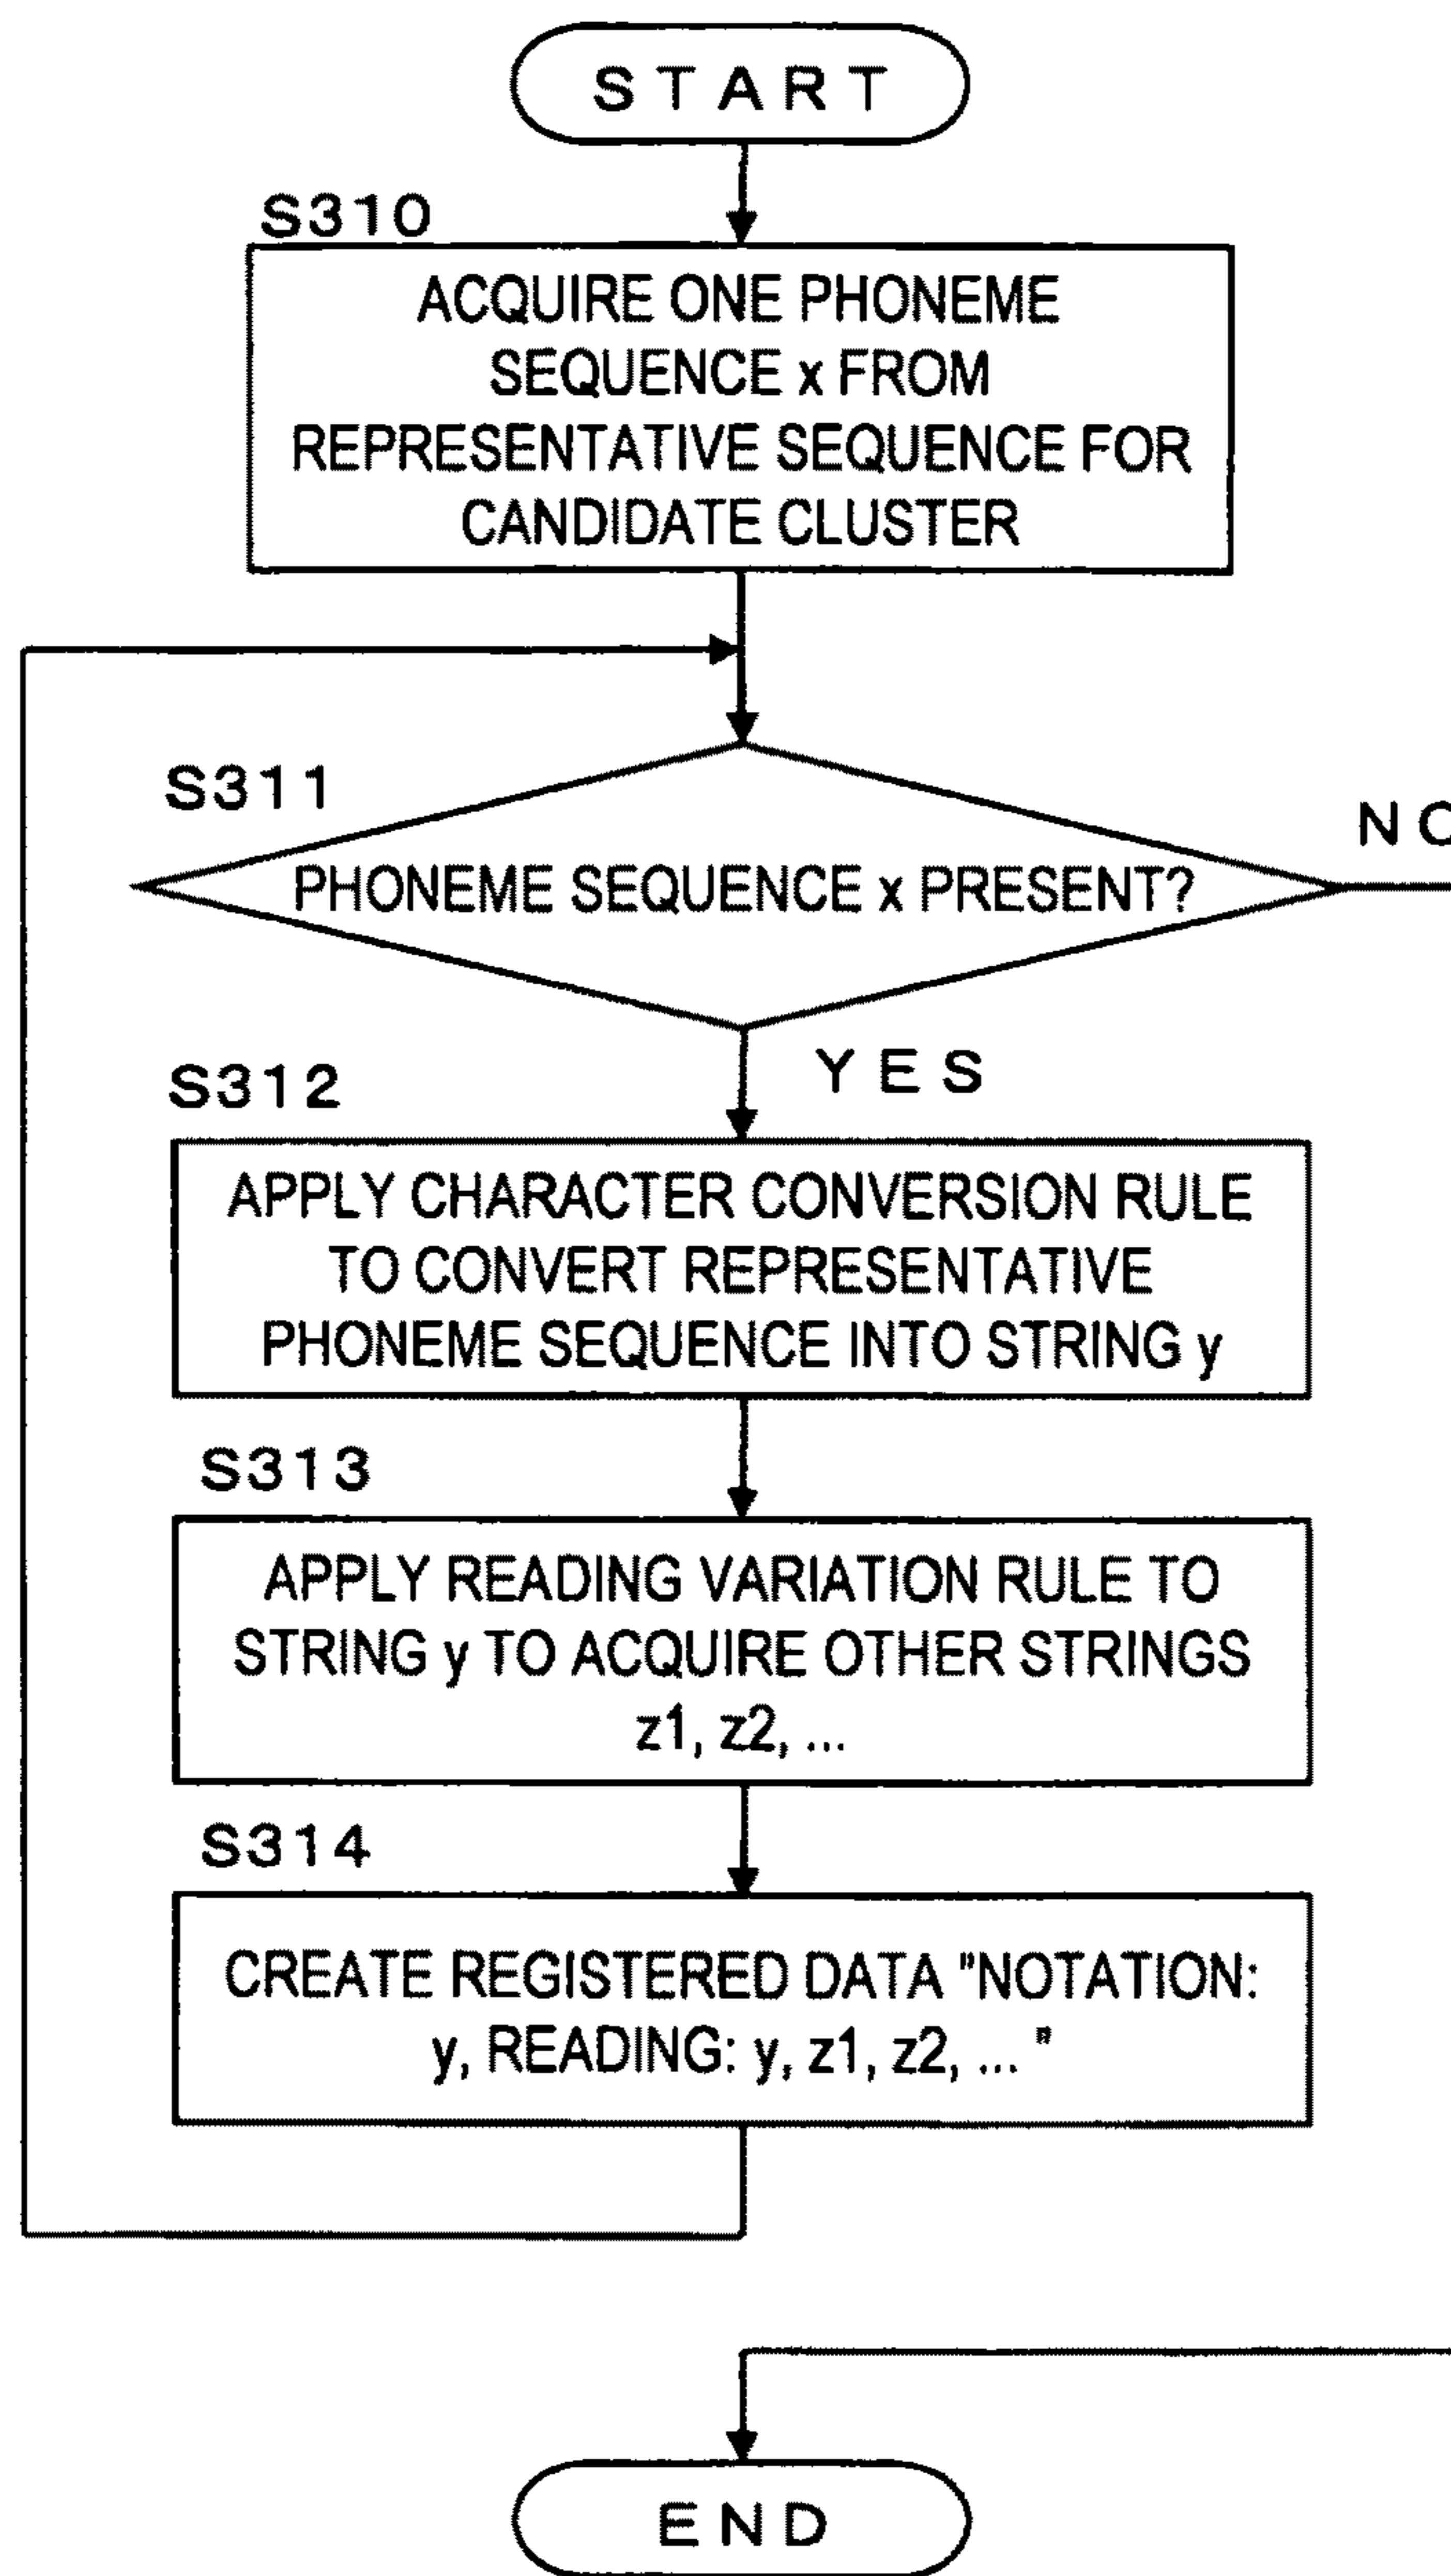 START
S310
ACQUIRE ONE PHONEME
SEQUENCE x FROM
REPRESENTATIVE SEQUENCE FOR
CANDIDATE CLUSTER
S311
NO
PHONEME SEQUENCE x PRESENT?
YES
S312
APPLY CHARACTER CONVERSION RULE
TO CONVERT REPRESENTATIVE
PHONEME SEQUENCE INTO STRING y
S313
APPLY READING VARIATION RULE TO
STRING y TO ACQUIRE OTHER STRINGS
z1, z2, ...
S314
CREATE REGISTERED DATA "NOTATION:
y, READING: y, z1, z2, ... "
END